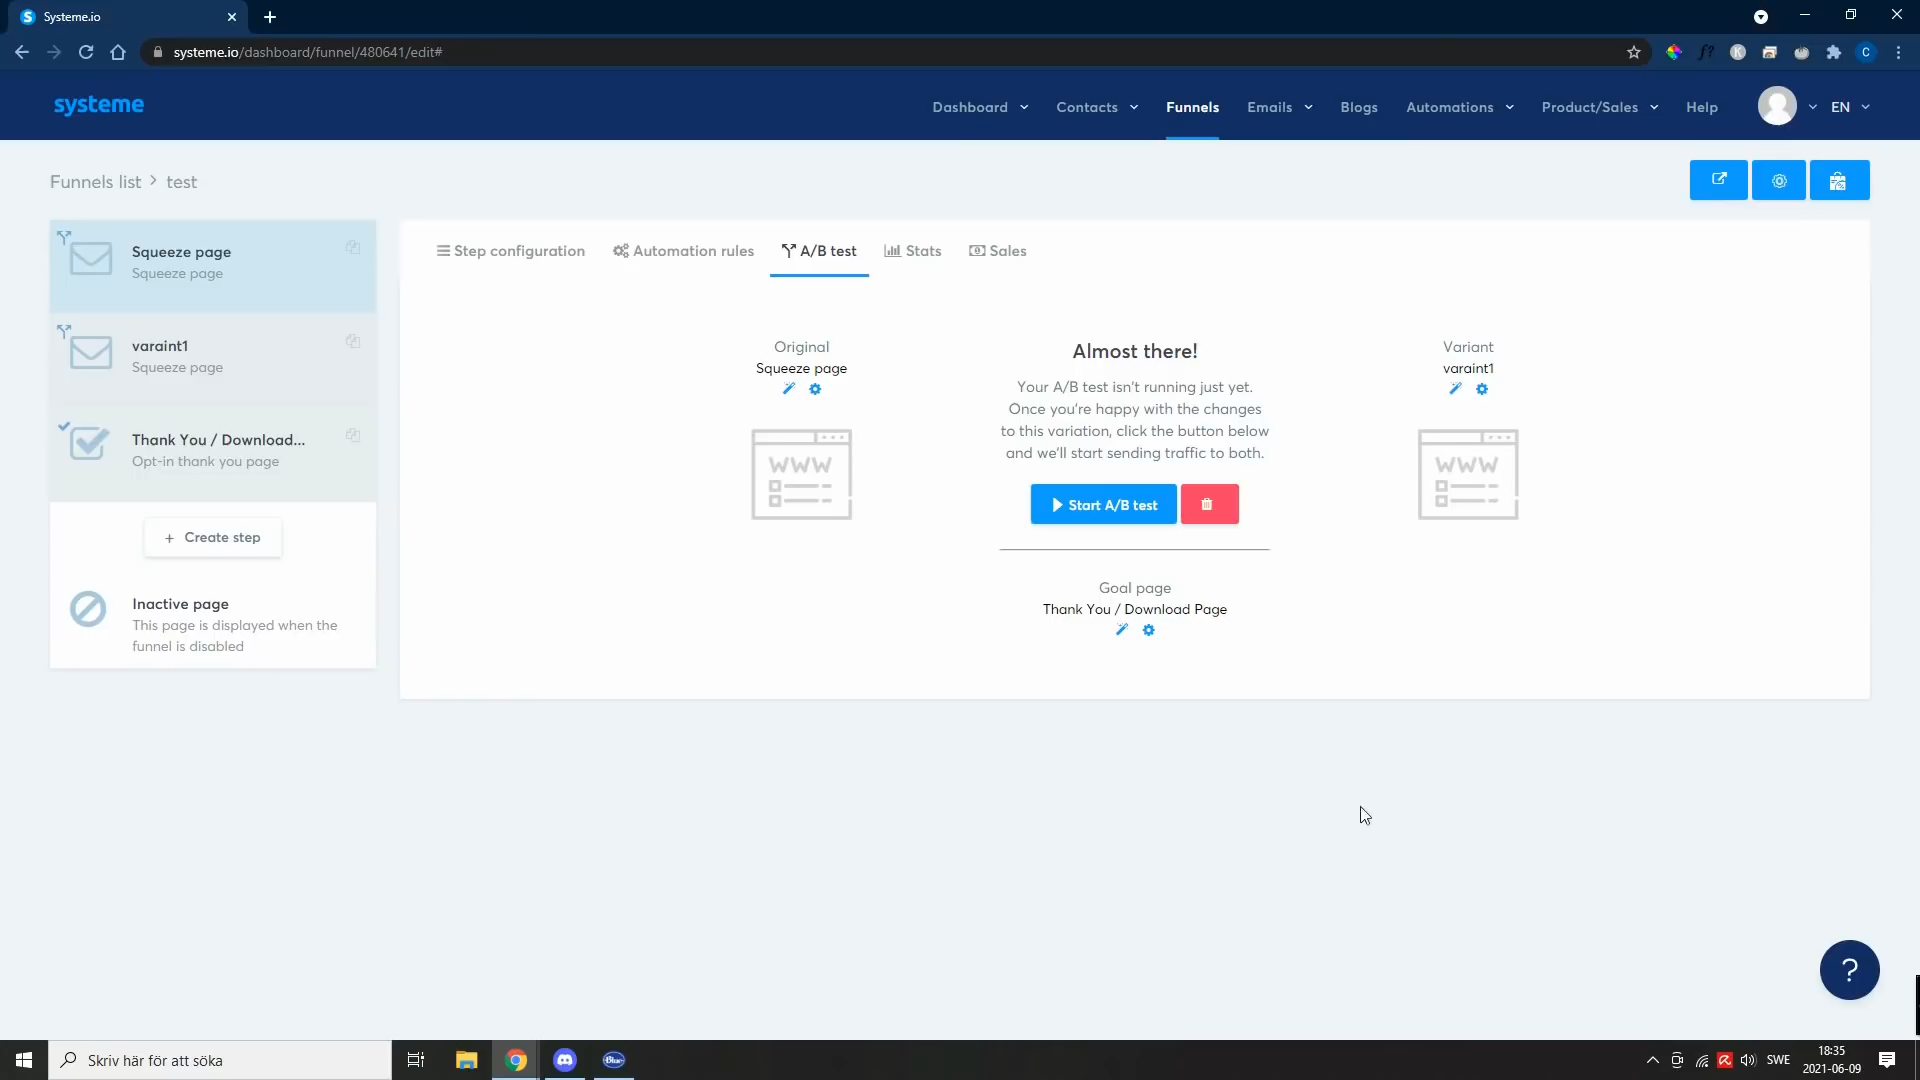 Systeme.io
systeme.io/dashboard/funnel/480641/edit#
systeme
Dashboard
Contacts
Funnels
Emails
Blogs
Automations
Product/Sales
Help
EN
Funnels list > test
Squeeze page
Squeeze page
varaint1
Squeeze page
Thank You / Download...
Opt-in thank you page
+ Create step
Inactive page
This page is displayed when the
funnel is disabled
Step configuration
Automation rules
A/B test
Stats
Sales
Original
Squeeze page
WWW
Almost there!
Your A/B test isn't running just yet.
Once you're happy with the changes
to this variation, click the button below
and we'll start sending traffic to both.
Start A/B test
Goal page
Thank You / Download Page
Variant
varaint1
WWW
?
Skriv här för att söka
Blue
SWE
18:35
2021-06-09